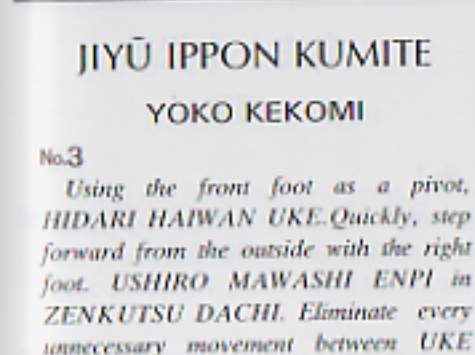 JIYŪ IPPON KUMITE
YOKO KEKOMI
No.3
Using the front foot as a pivot,
HIDARI HAIWAN UKE. Quickly, step
forward from the outside with the right
foot. USHIRO MAWASHI ENPI in
ZENKUTSU DACHI. Eliminate every
unnecessary movement between UKE